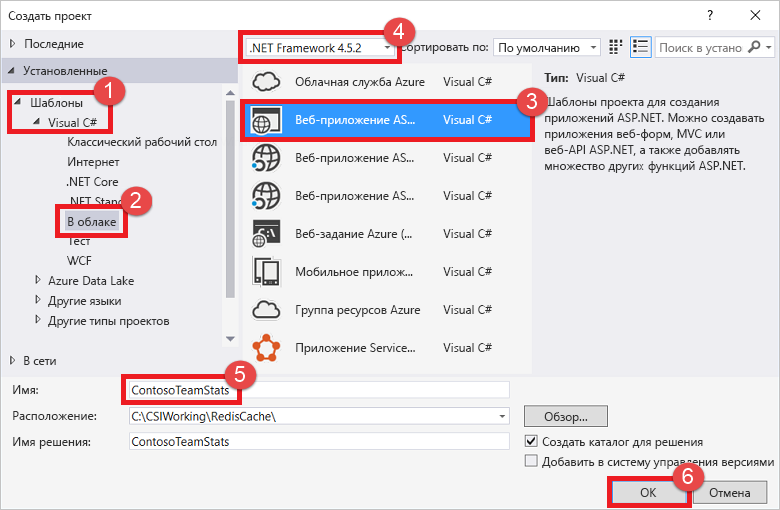 Создать проект
? ×
Последние
.NET Framework 4.5.2
4
Сортировать по:
По умолчанию
Поиск в устано
Установленные
1
Шаблоны
Visual C#
Классический рабочий стол
Интернет
.NET Core
.NET Stan
2
В облаке
Тест
WCF
Azure Data Lake
Другие языки
Другие типы проектов
В сети
Облачная служба Azure Visual C#
3
Веб-приложение AS... Visual C#
Веб-приложение AS... Visual C#
Веб-приложение AS... Visual C#
Веб-задание Azure (... Visual C#
Мобильное прилож... Visual C#
Группа ресурсов Azure Visual C#
Приложение Service... Visual C#
Тип: Visual C#
Шаблоны проекта для создания
приложений ASP.NET. Можно создавать
приложения веб-форм, MVC или
веб-API ASP.NET, а также добавлять
множество других функций ASP.NET.
5
Имя: ContosoTeamStats
Расположение: C:\CSIWorking\RedisCache\
Обзор...
Имя решения: ContosoTeamStats
Создать каталог для решения
Добавить в систему управления версиями
6
ОК
Отмена